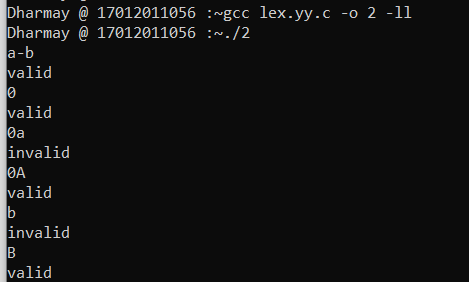 Dharmay @ 17012011056 :~gcc lex.yy.c -o 2 -ll
Dharmay @ 17012011056 :~./2
a-b
valid
0
valid
0a
invalid
0A
valid
b
invalid
B
valid